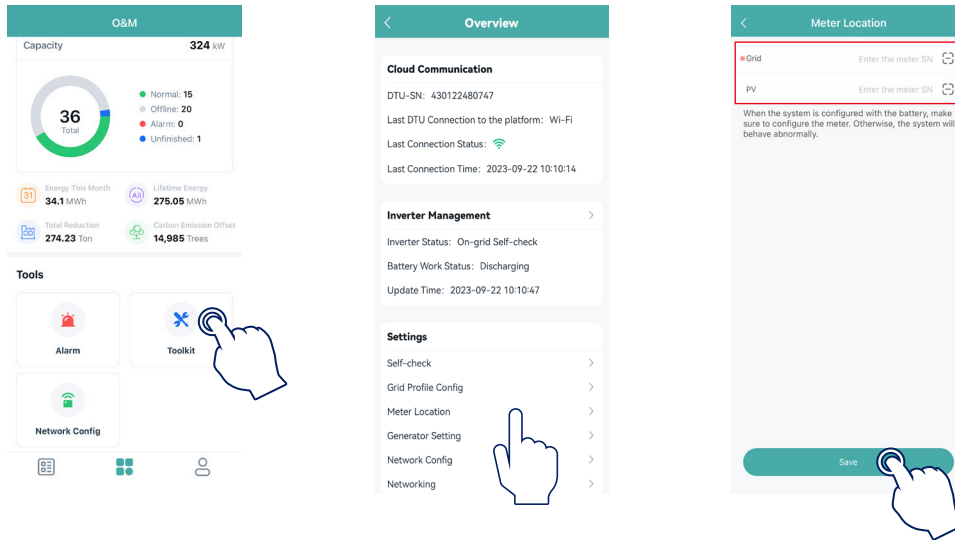 O&M
Capacity 324 kW
36
Total
Normal: 15
Offline: 20
Alarm: 0
Unfinished: 1
31
Energy This Month
34.1 MWh
All
Lifetime Energy
275.05 MWh
Total Reduction
274.23 Ton
Carbon Emission Offset
14,985 Trees
Tools
Alarm
Toolkit
Network Config
Overview
Cloud Communication
DTU-SN: 430122480747
Last DTU Connection to the platform: Wi-Fi
Last Connection Status:
Last Connection Time: 2023-09-22 10:10:14
Inverter Management
Inverter Status: On-grid Self-check
Battery Work Status: Discharging
Update Time: 2023-09-22 10:10:47
Settings
Self-check
Grid Profile Config
Meter Location
Generator Setting
Network Config
Networking
Meter Location
※Grid Enter the meter SN
PV Enter the meter SN
When the system is configured with the battery, make
sure to configure the meter. Otherwise, the system will
behave abnormally.
Save